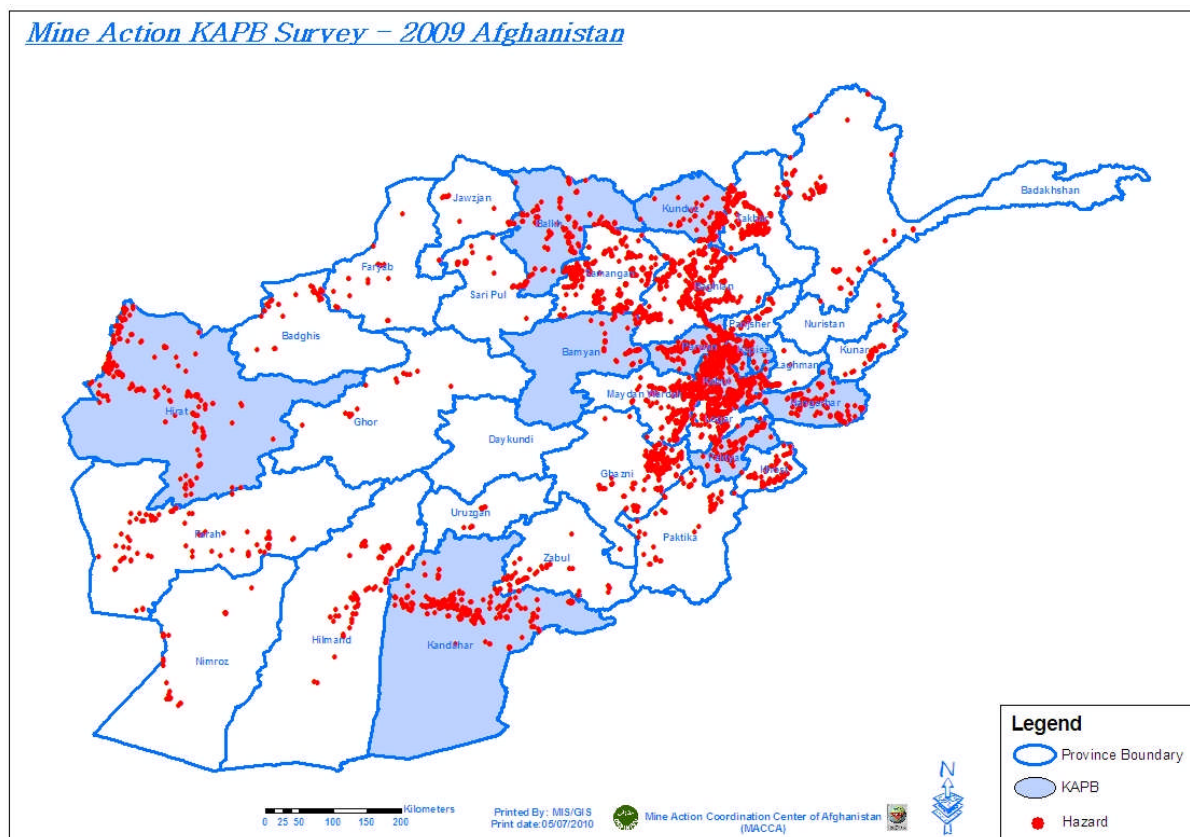 Mine Action KAPB Survey - 2009 Afghanistan
Badakhshan
Jawzjan
Kunduz
Balkh
Takhar
Faryab
Samangan
Sari Pul
Baghlan
Badghis
Panjsher
Nuristan
Bamyan
Parwan
Kapisa
Kunar
Laghman
Hirat
Ghor
Maydan Wardak
Kabul
Nangarhar
Daykundi
Logar
Ghazni
Paktya
Khost
Uruzgan
Farah
Zabul
Paktika
Hilmand
Kandahar
Nimroz
Legend
Province Boundary
KAPB
Hazard
N
Kilometers
0 25 50 100 150 200
Printed By: MIS/GIS
Print date:05/07/2010
Mine Action Coordination Center of Afghanistan
(MACCA)